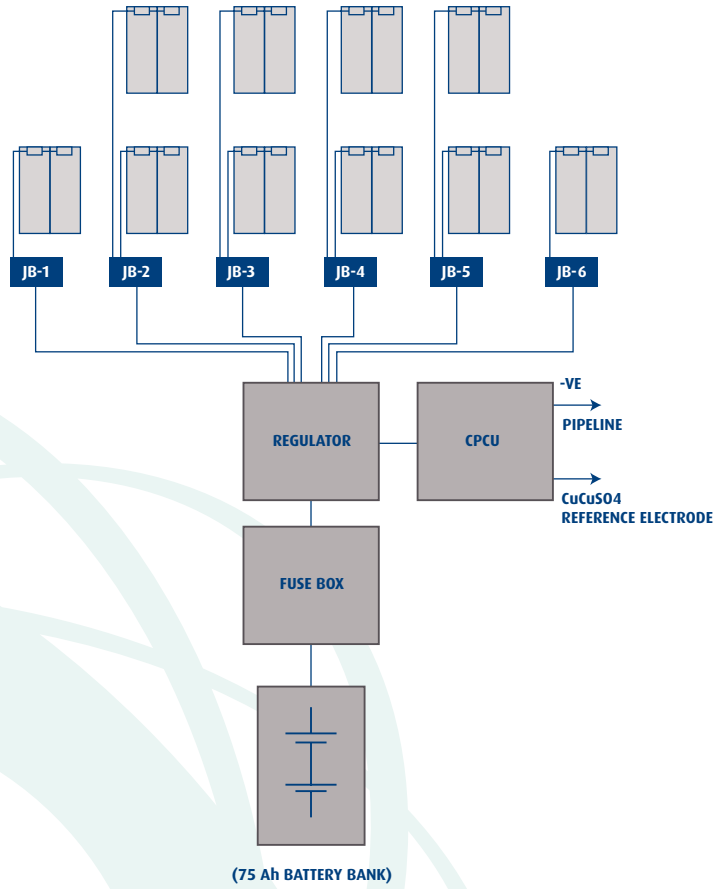 JB-1
JB-2
JB-3
JB-4
JB-5
JB-6
REGULATOR
CPCU
-VE
PIPELINE
CuCuSO4
REFERENCE ELECTRODE
FUSE BOX
(75 Ah BATTERY BANK)